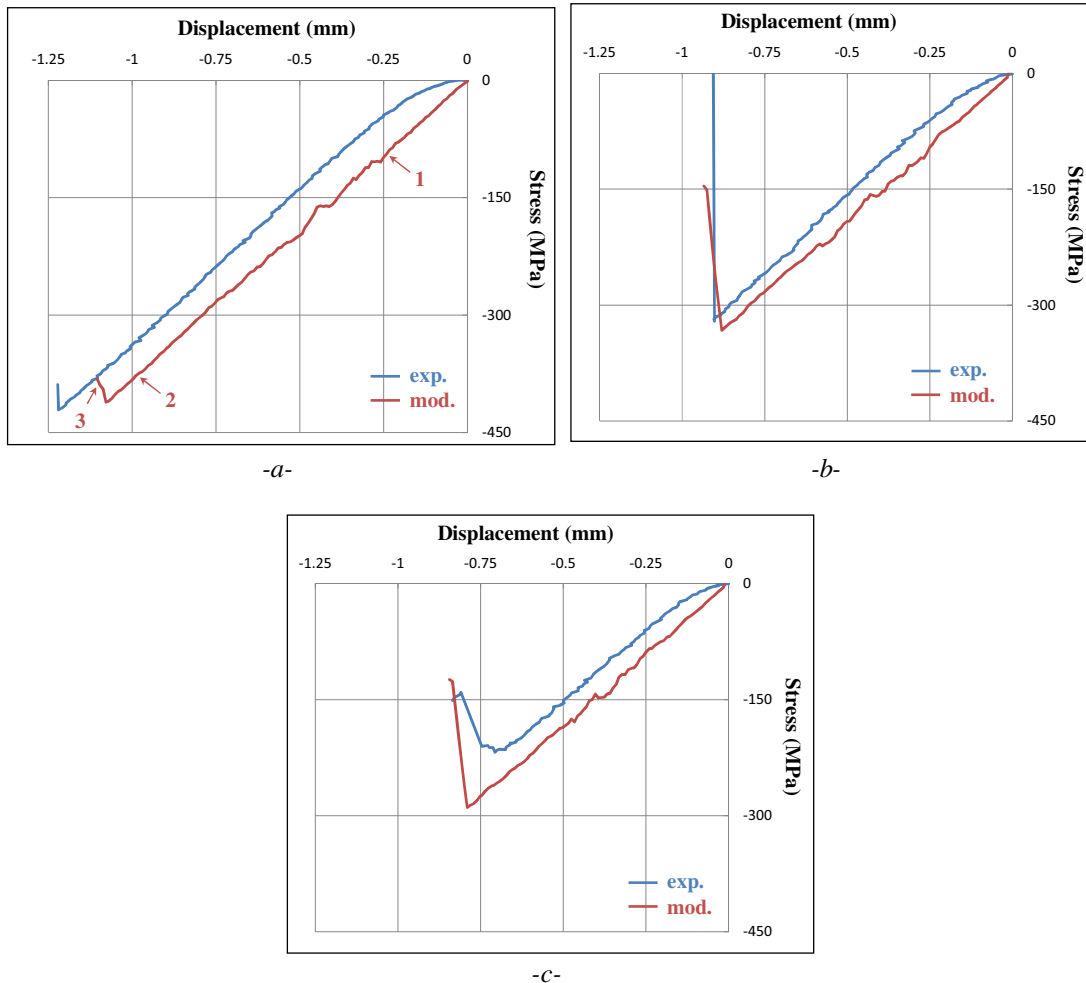 Displacement (mm)
-1.25 -1 -0.75 -0.5 -0.25 0
0
-150
-300
-450
Stress (MPa)
1
2
3
exp.
mod.
-a-
Displacement (mm)
-1.25 -1 -0.75 -0.5 -0.25 0
0
-150
-300
-450
Stress (MPa)
exp.
mod.
-b-
Displacement (mm)
-1.25 -1 -0.75 -0.5 -0.25 0
0
-150
-300
-450
Stress (MPa)
exp.
mod.
-c-